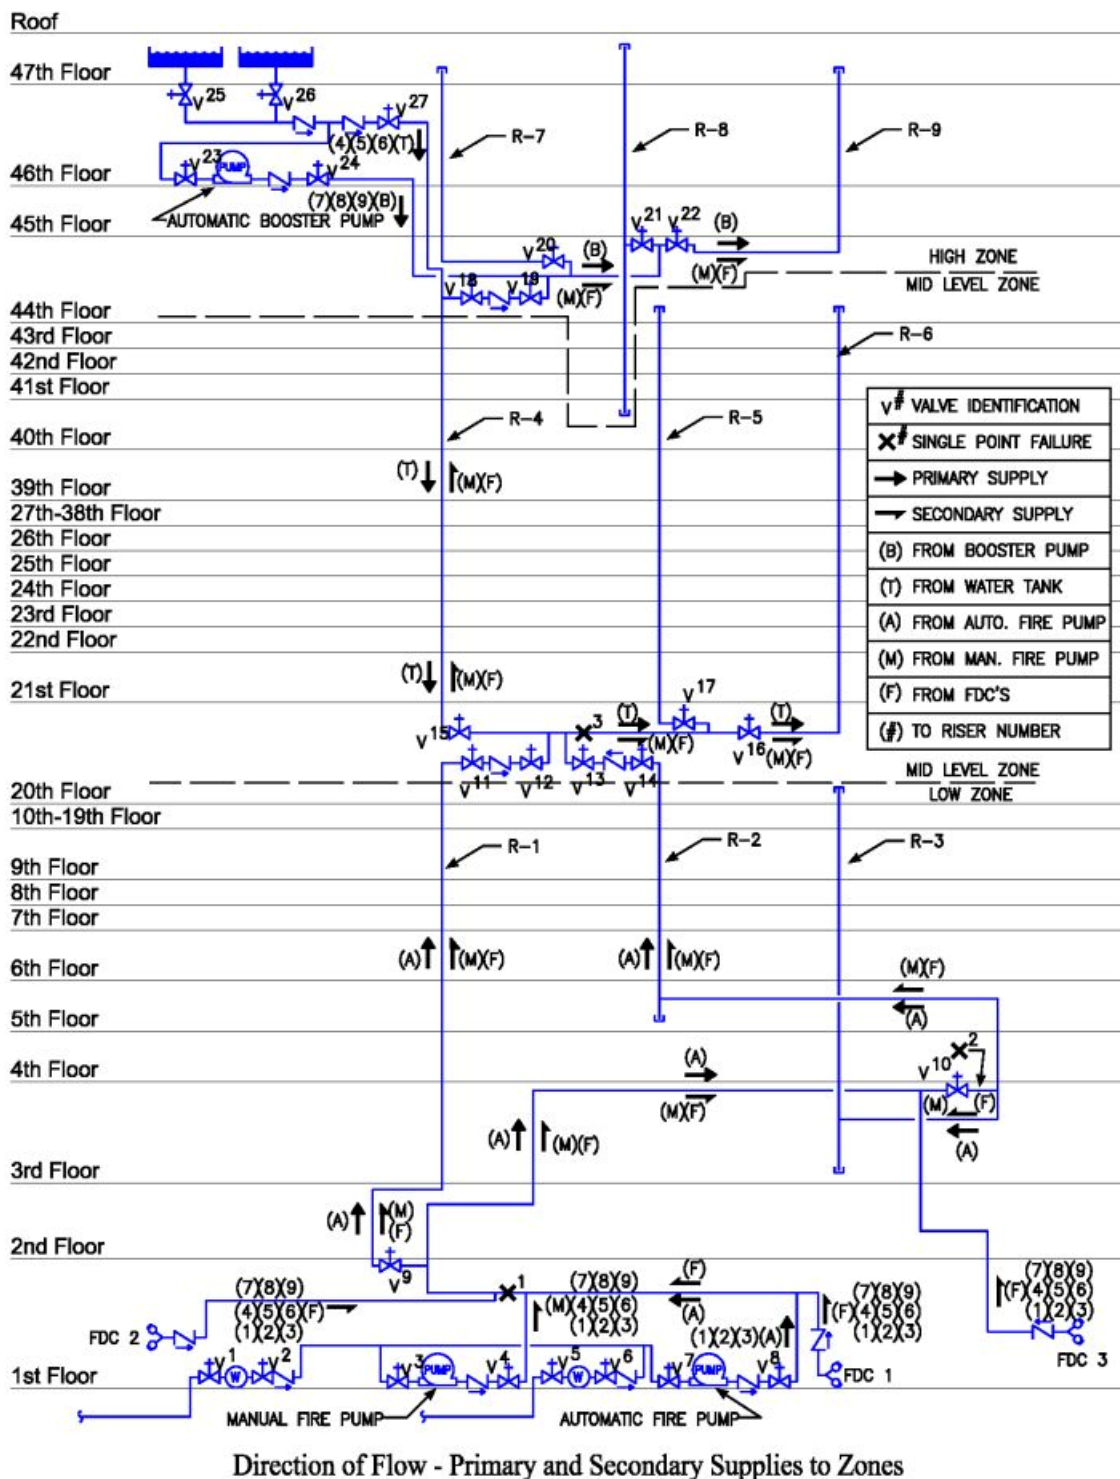 Roof
47th Floor
V25
V26
V27
(4)(5)(6)(T)
R-7
R-8
R-9
46th Floor
V23
PUMP
V24
(7)(8)(9)(B)
AUTOMATIC BOOSTER PUMP
45th Floor
V21
V22
(B)
V20
(B)
(M)(F)
HIGH ZONE
MID LEVEL ZONE
V18
V19
(M)(F)
(M)(F)
44th Floor
43rd Floor
42nd Floor
41st Floor
R-6
40th Floor
R-4
R-5
V# VALVE IDENTIFICATION
X# SINGLE POINT FAILURE
PRIMARY SUPPLY
SECONDARY SUPPLY
(B) FROM BOOSTER PUMP
(T) FROM WATER TANK
(A) FROM AUTO. FIRE PUMP
(M) FROM MAN. FIRE PUMP
(F) FROM FDC'S
(#) TO RISER NUMBER
(T)
(M)(F)
39th Floor
27th-38th Floor
26th Floor
25th Floor
24th Floor
23rd Floor
22nd Floor
(T)
(M)(F)
21st Floor
V17
(T)
(T)
V15
3
(M)(F)
V16
(M)(F)
V11
V12
V13
V14
MID LEVEL ZONE
LOW ZONE
20th Floor
10th-19th Floor
R-1
R-2
R-3
9th Floor
8th Floor
7th Floor
6th Floor
(A)
(M)(F)
(A)
(M)(F)
(M)(F)
(A)
5th Floor
2
4th Floor
(A)
V10
(M)(F)
(M)
(F)
(A)
(A)
(M)(F)
3rd Floor
(A)
(M)
(F)
2nd Floor
V9
1
(7)(8)(9)
(4)(5)(6)(F)
(1)(2)(3)
(7)(8)(9)
(M)(4)(5)(6)
(1)(2)(3)
(F)
(A)
(1)(2)(3)(A)
(7)(8)(9)
(F)(4)(5)(6)
(1)(2)(3)
(7)(8)(9)
(F)(4)(5)(6)
(1)(2)(3)
FDC 2
FDC 3
FDC 1
1st Floor
V1
W
V2
V3
PUMP
V4
V5
W
V6
V7
PUMP
V8
MANUAL FIRE PUMP
AUTOMATIC FIRE PUMP
Direction of Flow - Primary and Secondary Supplies to Zones